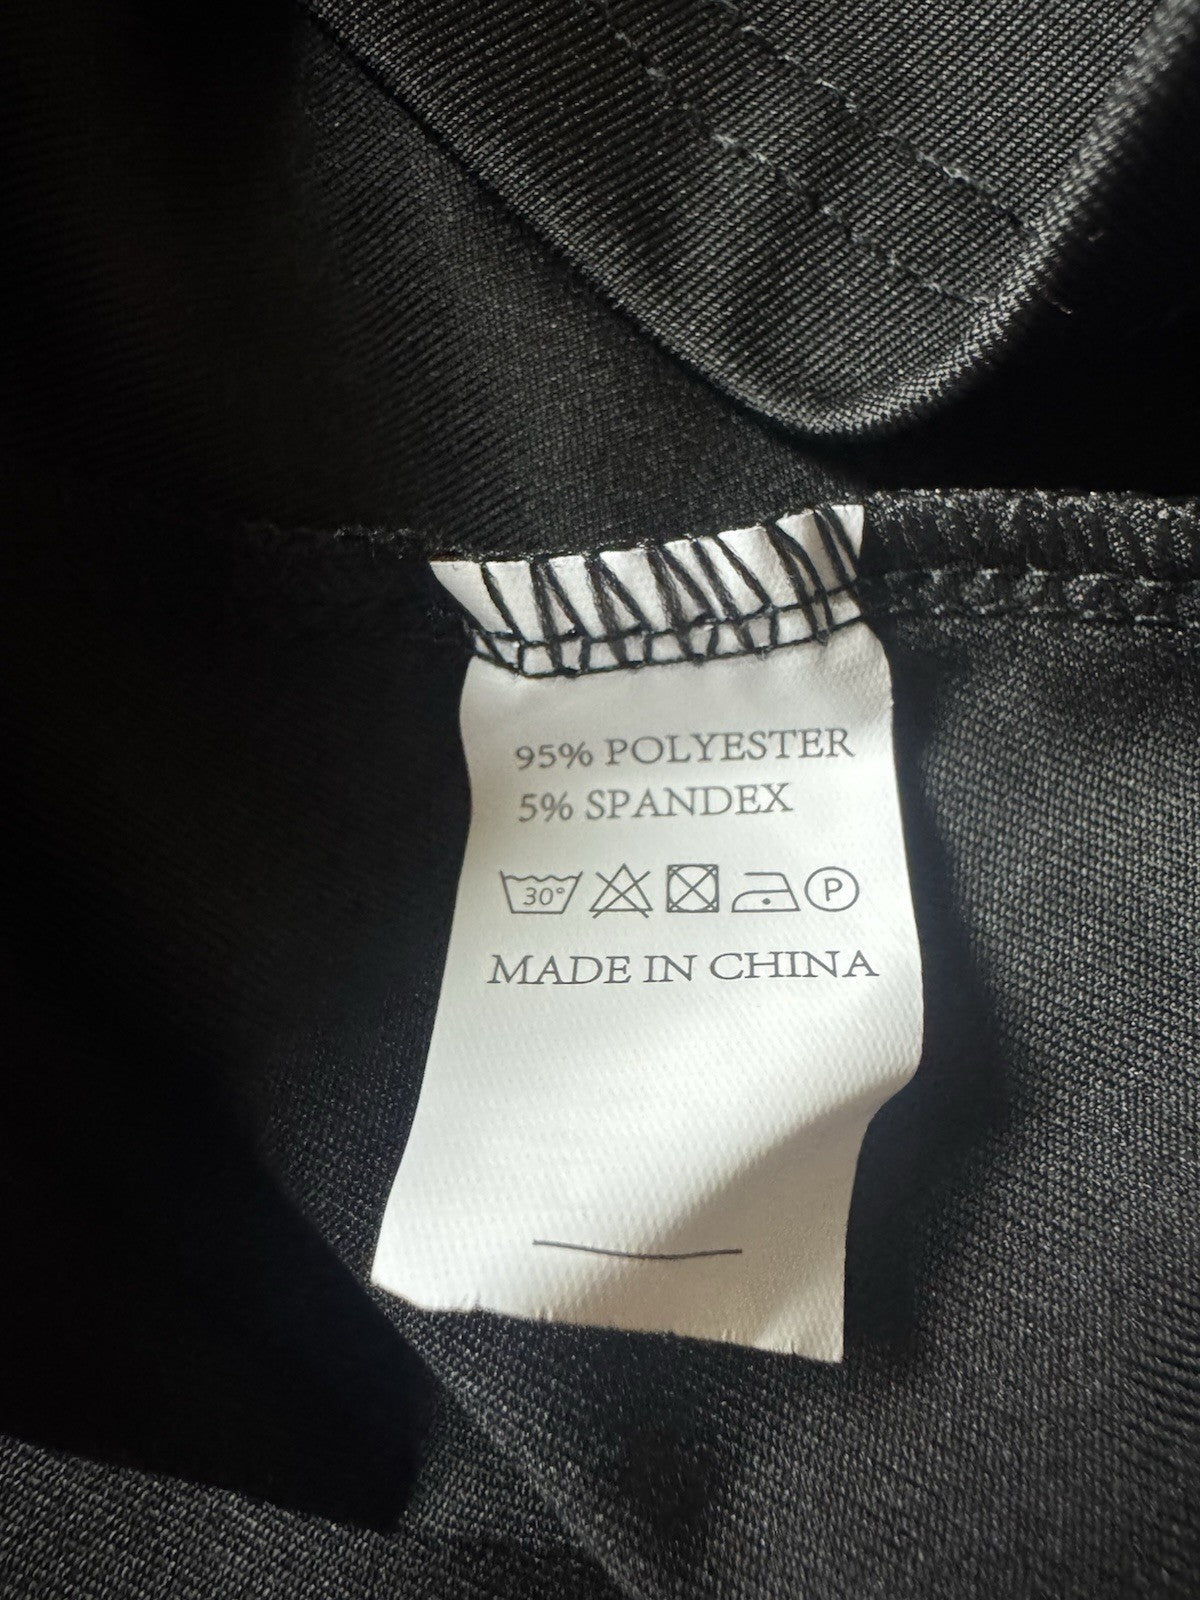 95% POLYESTER
5% SPANDEX
30° P
MADE IN CHINA